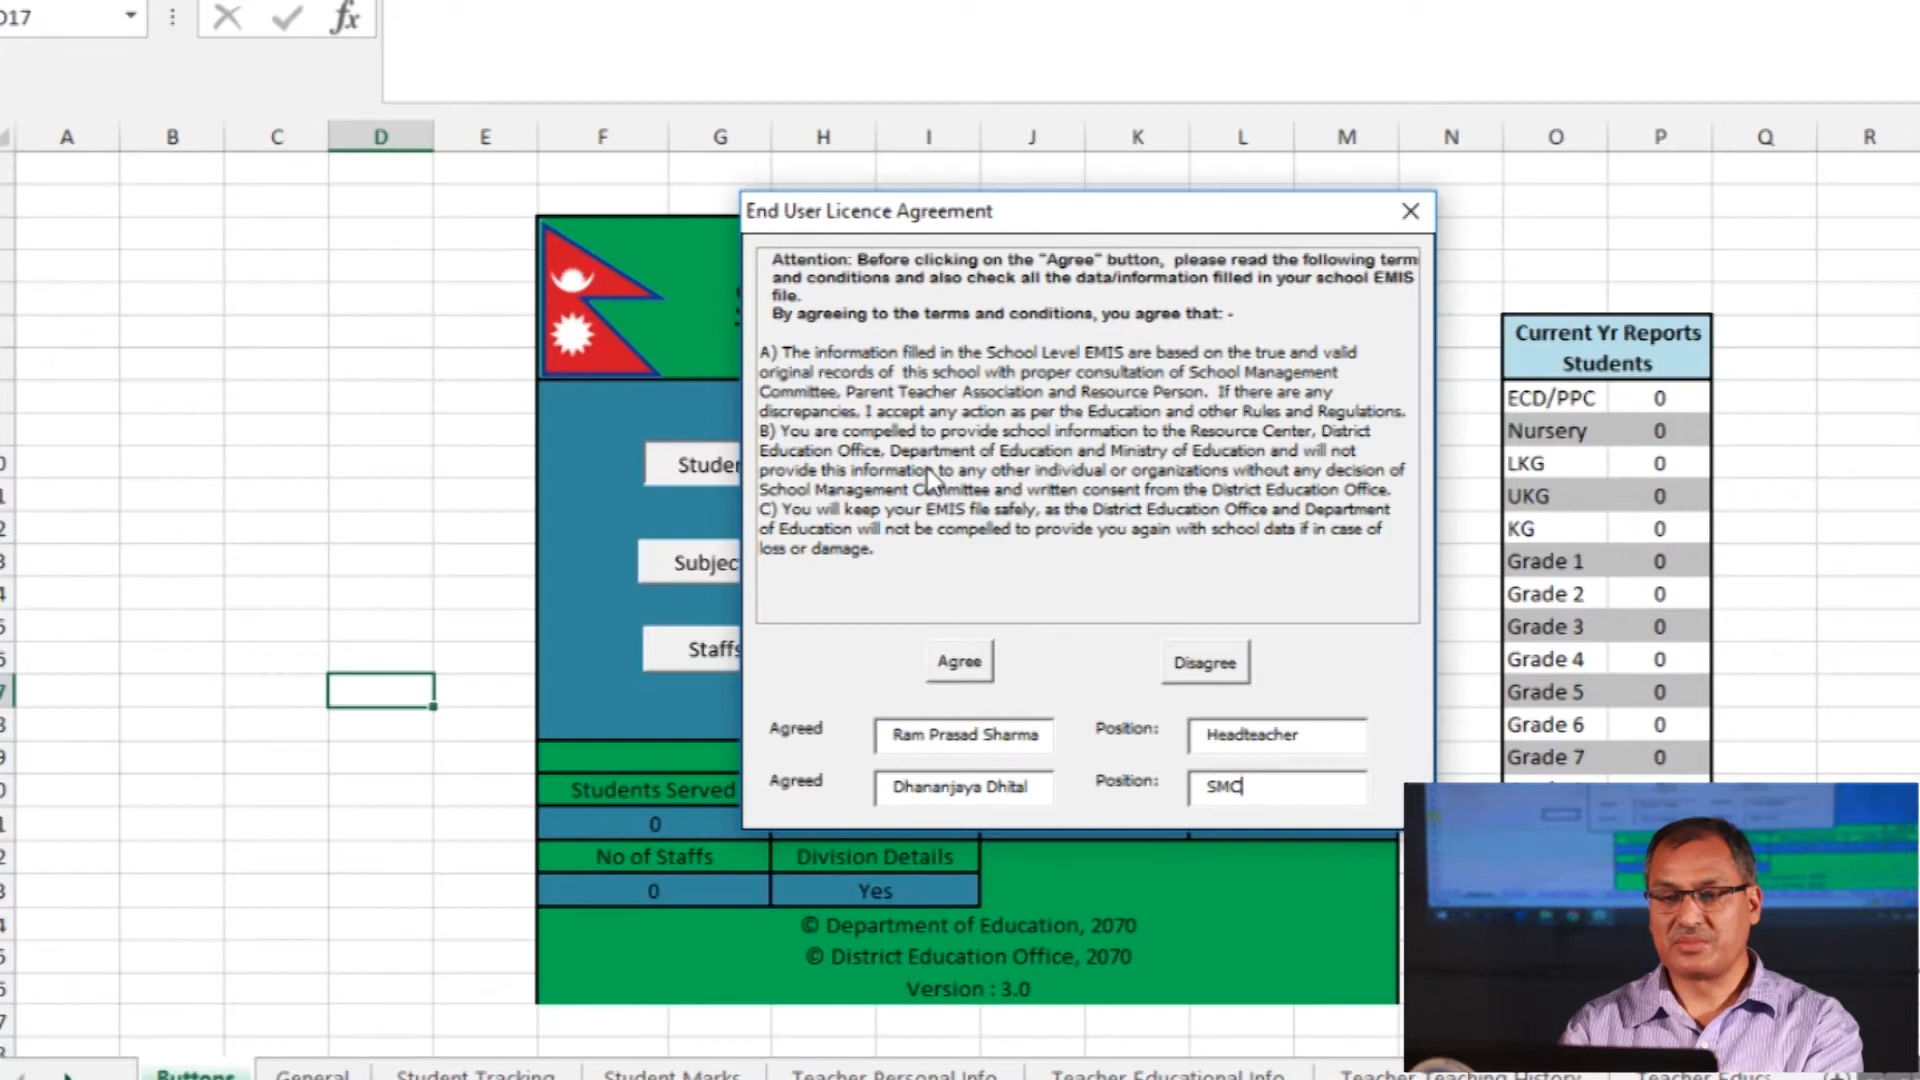 D17
fx
A B C D E F G H I J K L M N O P Q R
End User Licence Agreement
Attention: Before clicking on the "Agree" button, please read the following term
and conditions and also check all the data/information filled in your school EMIS
file.
By agreeing to the terms and conditions, you agree that: -
A) The information filled in the School Level EMIS are based on the true and valid
original records of this school with proper consultation of School Management
Committee, Parent Teacher Association and Resource Person. If there are any
discrepancies, I accept any action as per the Education and other Rules and Regulations.
B) You are compelled to provide school information to the Resource Center, District
Education Office, Department of Education and Ministry of Education and will not
provide this information to any other individual or organizations without any decision of
School Management Committee and written consent from the District Education Office.
C) You will keep your EMIS file safely, as the District Education Office and Department
of Education will not be compelled to provide you again with school data if in case of
loss or damage.
Agree Disagree
Agreed Ram Prasad Sharma Position: Headteacher
Agreed Dhananjaya Dhital Position: SMC
Studen
Subjec
Staffs
Students Served
0
No of Staffs Division Details
0 Yes
© Department of Education, 2070
© District Education Office, 2070
Version : 3.0
Current Yr Reports
Students
ECD/PPC 0
Nursery 0
LKG 0
UKG 0
KG 0
Grade 1 0
Grade 2 0
Grade 3 0
Grade 4 0
Grade 5 0
Grade 6 0
Grade 7 0
Buttons General Student Tracking Student Marks Teacher Personal Info Teacher Educational Info Teacher Teaching History Teacher Educs